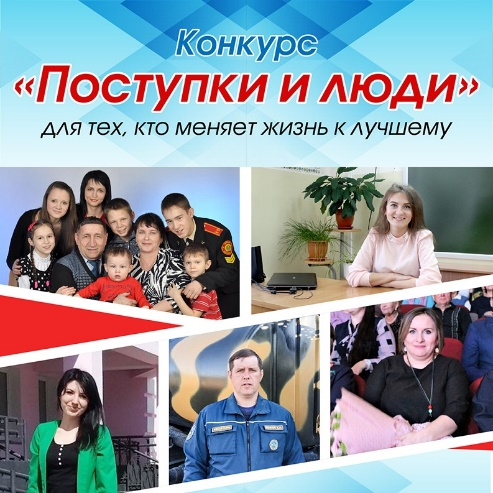 Конкурс
«Поступки и люди»
для тех, кто меняет жизнь к лучшему